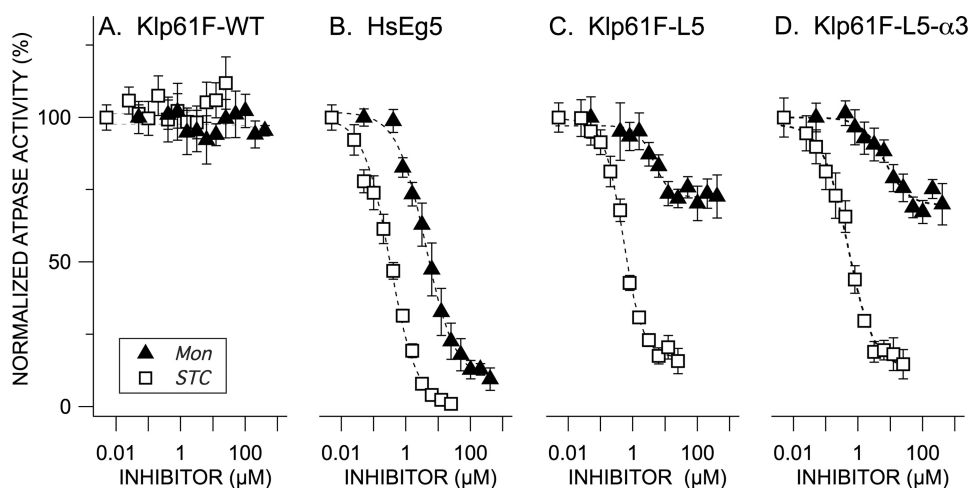 A. Klp61F-WT
B. HsEg5
C. Klp61F-L5
D. Klp61F-L5-α3
NORMALIZED ATPASE ACTIVITY (%)
100
50
0
Mon
STC
0.01 1 100
0.01 1 100
0.01 1 100
0.01 1 100
INHIBITOR (µM)
INHIBITOR (µM)
INHIBITOR (µM)
INHIBITOR (µM)